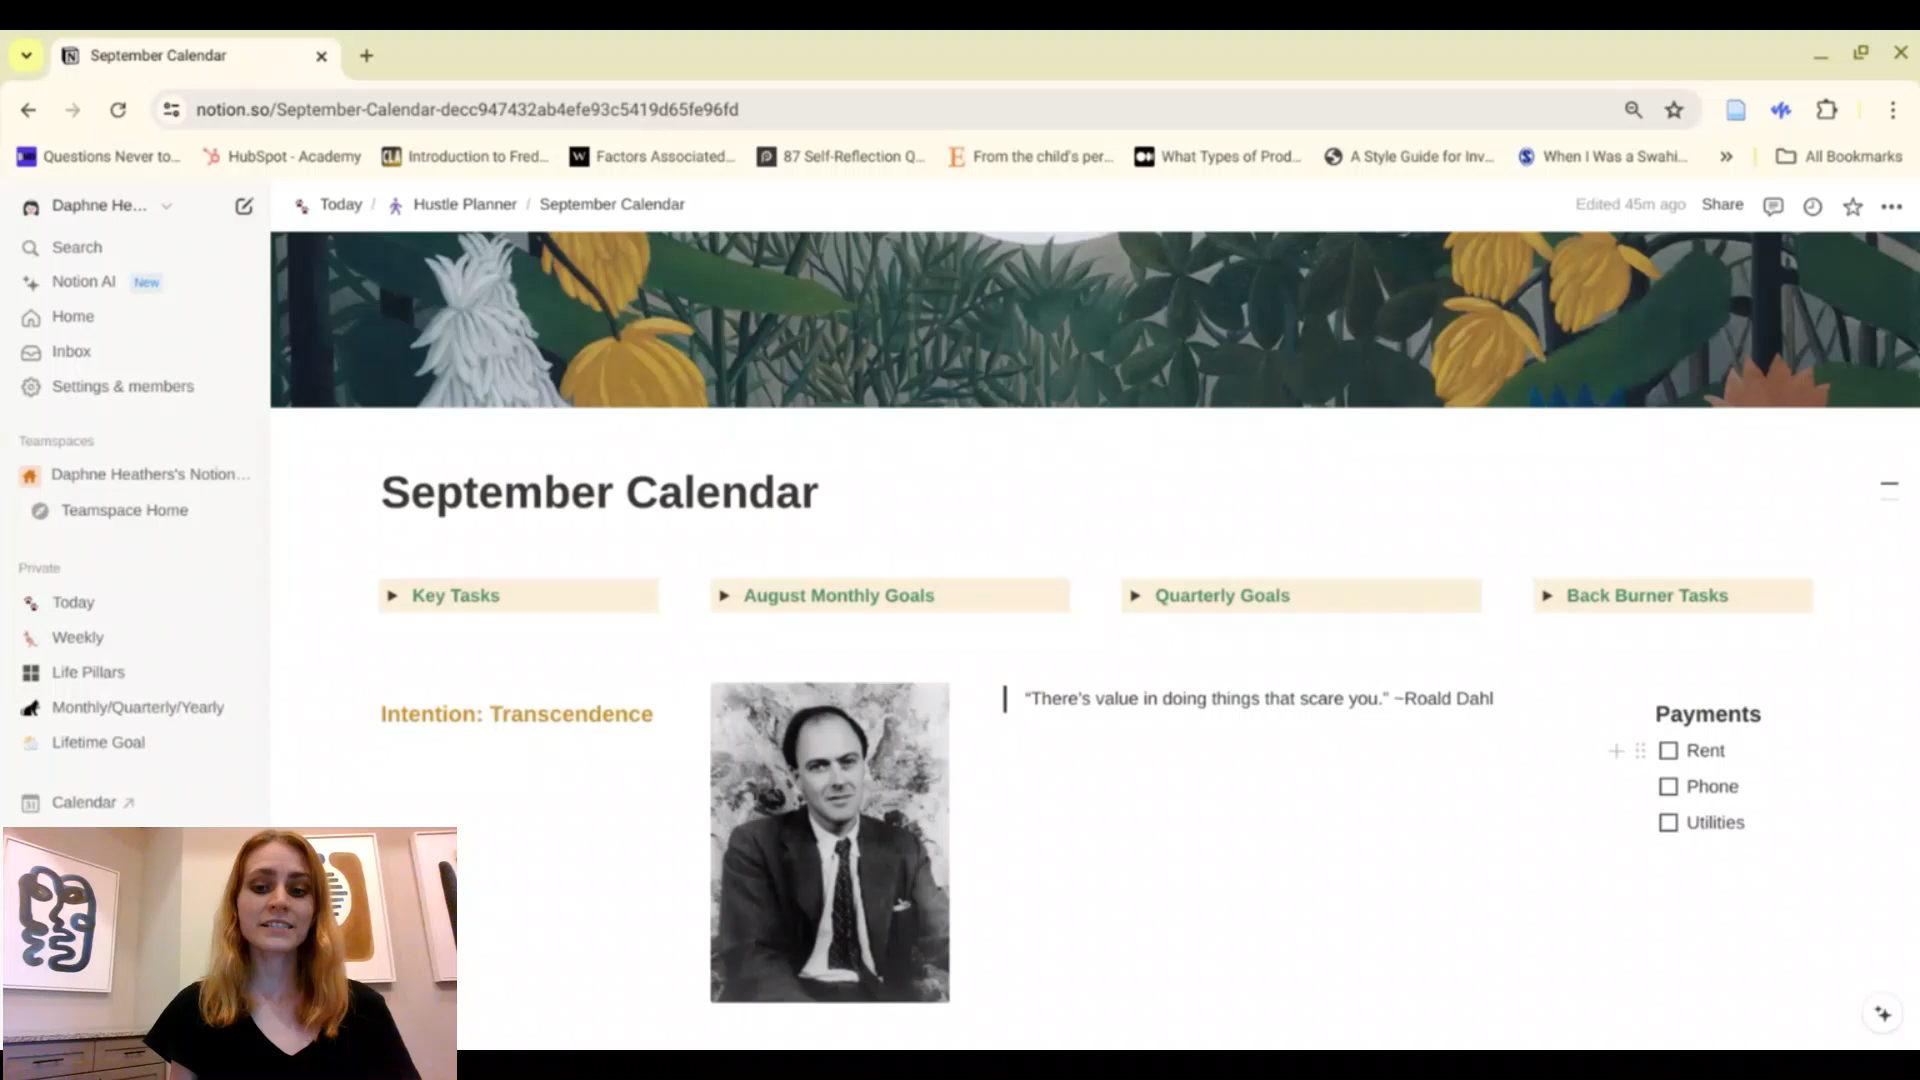 September Calendar
notion.so/September-Calendar-decc947432ab4efe93c5419d65fe96fd
Questions Never to...
HubSpot - Academy
CLA
Introduction to Fred...
W
Factors Associated...
87 Self-Reflection Q...
E
From the child's per...
What Types of Prod...
A Style Guide for Inv...
S
When I Was a Swahi...
All Bookmarks
Daphne He...
Today / Hustle Planner / September Calendar
Edited 45m ago
Share
Search
Notion AI New
Home
Inbox
Settings & members
Teamspaces
Daphne Heathers's Notion...
Teamspace Home
Private
Today
Weekly
Life Pillars
Monthly/Quarterly/Yearly
Lifetime Goal
31 Calendar
September Calendar
Key Tasks
August Monthly Goals
Quarterly Goals
Back Burner Tasks
Intention: Transcendence
“There's value in doing things that scare you.” ~Roald Dahl
Payments
Rent
Phone
Utilities